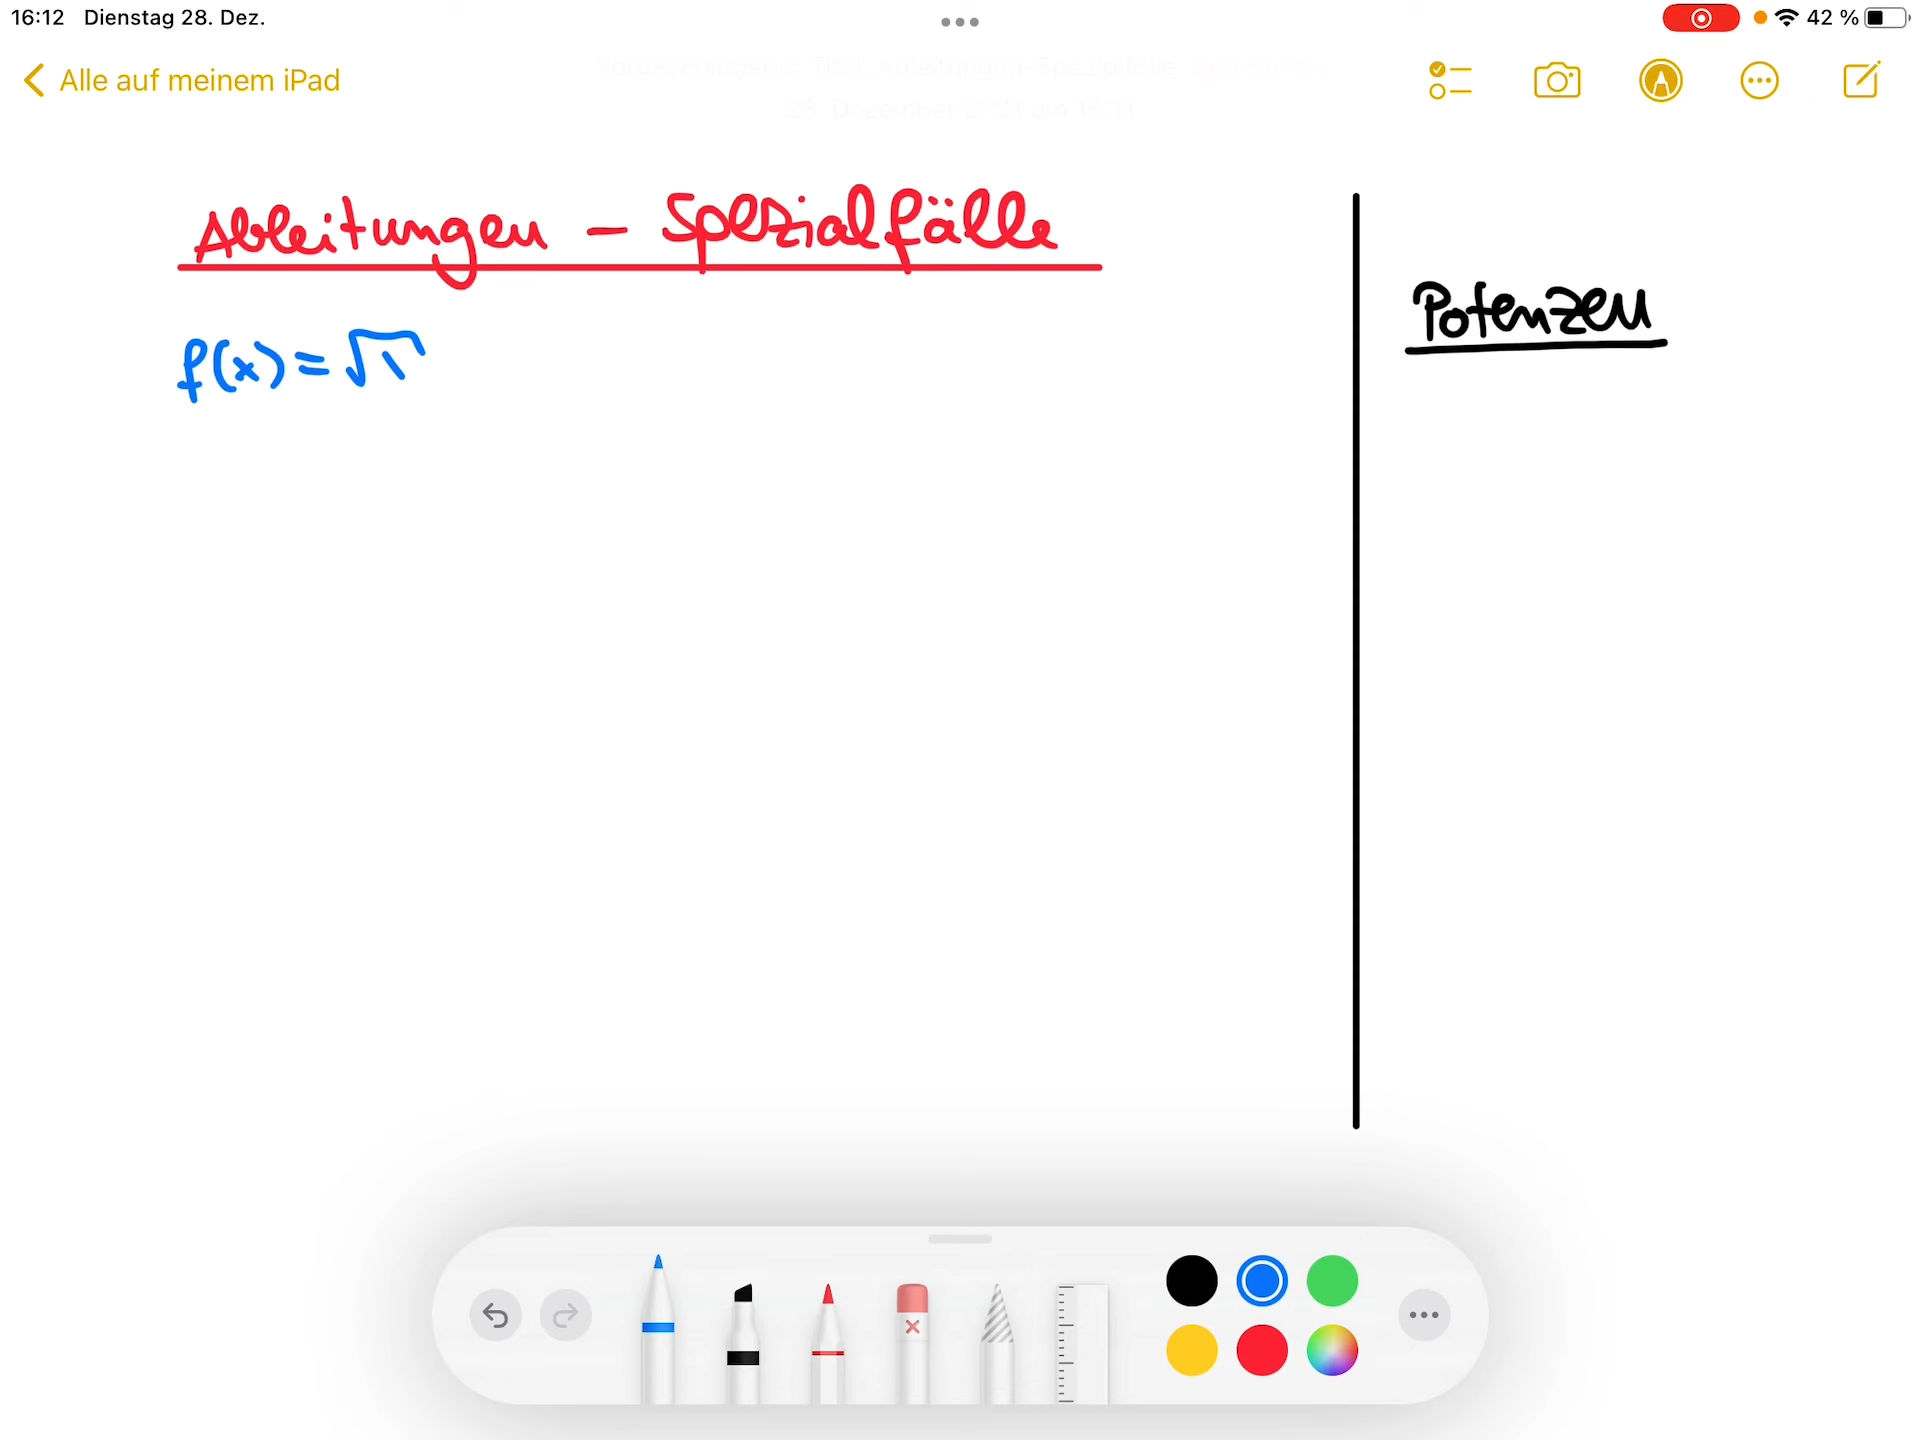 16:12 Dienstag 28. Dez.
42 %
Alle auf meinem iPad
Ableitungen – Spezialfälle
Potenzen
f(x) = √